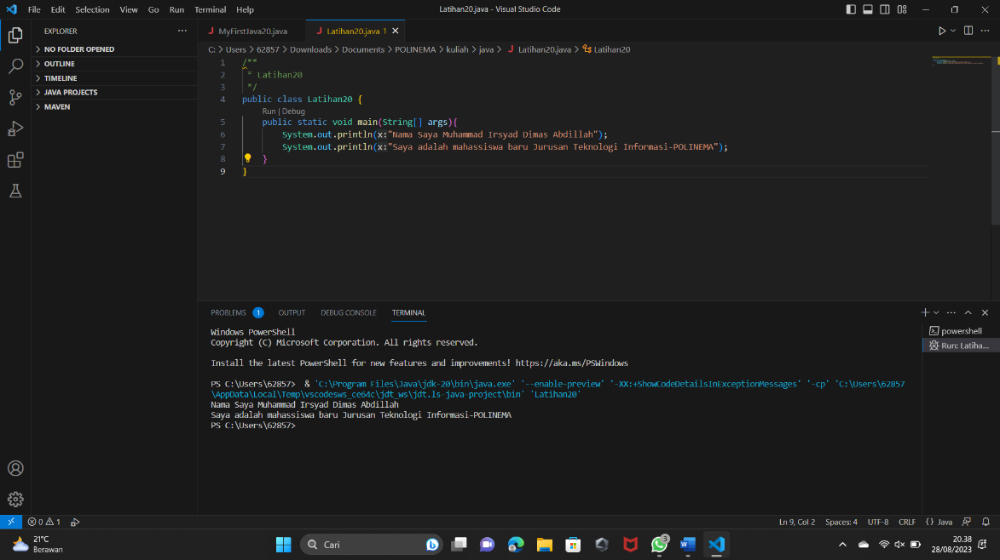 File Edit Selection View Go Run Terminal Help
Latihan20.java - Visual Studio Code
EXPLORER
NO FOLDER OPENED
OUTLINE
TIMELINE
JAVA PROJECTS
MAVEN
MyFirstJava20.java
Latihan20.java 1
C: > Users > 62857 > Downloads > Documents > POLINEMA > kuliah > java > Latihan20.java > Latihan20
1 /**
2 * Latihan20
3 */
4 public class Latihan20 {
Run | Debug
5 public static void main(String[] args){
6 System.out.println(x:"Nama Saya Muhammad Irsyad Dimas Abdillah");
7 System.out.println(x:"Saya adalah mahassiswa baru Jurusan Teknologi Informasi-POLINEMA");
8 }
9 }
PROBLEMS 1 OUTPUT DEBUG CONSOLE TERMINAL
Windows PowerShell
Copyright (C) Microsoft Corporation. All rights reserved.
Install the latest PowerShell for new features and improvements! https://aka.ms/PSWindows
PS C:\Users\62857> & 'C:\Program Files\Java\jdk-20\bin\java.exe' '--enable-preview' '-XX:+ShowCodeDetailsInExceptionMessages' '-cp' 'C:\Users\62857
\AppData\Local\Temp\vscodesws_ce64c\jdt_ws\jdt.ls-java-project\bin' 'Latihan20'
Nama Saya Muhammad Irsyad Dimas Abdillah
Saya adalah mahassiswa baru Jurusan Teknologi Informasi-POLINEMA
PS C:\Users\62857>
powershell
Run: Latiha...
0 1
Ln 9, Col 2 Spaces: 4 UTF-8 CRLF {} Java
21°C
Berawan
Cari
3
20.38
28/08/2023